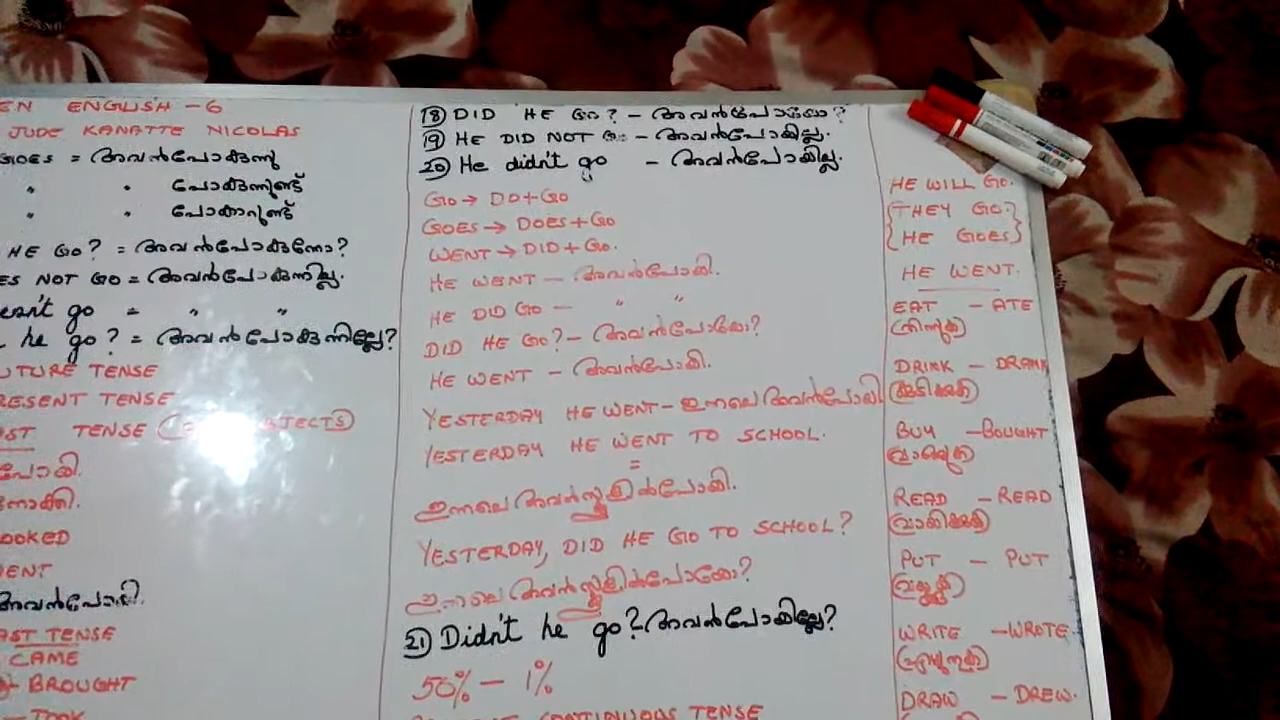 EN ENGLISH - 6
JUDE KANATTE NICOLAS
GOES = അവൻപോകുന്നു
" " പോകുന്നുണ്ട്
" " പോകാറുണ്ട്
HE GO? = അവൻപോകുന്നോ?
ES NOT GO = അവൻപോകുന്നില്ല.
esn't go = " "
he go? = അവൻപോകുന്നില്ലേ?
UTURE TENSE
RESENT TENSE
AST TENSE
പോയി.
നോക്കി.
OOKED
ENT
അവൻപോയി.
AST TENSE
CAME
BROUGHT
- TOOK
18 DID HE GO? - അവൻപോയോ?
19 HE DID NOT GO - അവൻപോയില്ല.
20 He didn't go - അവൻപോയില്ല.
GO → DO+GO
GOES → DOES+GO
WENT → DID+GO.
HE WENT - അവൻപോയി.
HE DID GO - " "
DID HE GO? - അവൻപോയോ?
HE WENT - അവൻപോയി.
YESTERDAY HE WENT - ഇന്നലെ അവൻപോയി
YESTERDAY HE WENT TO SCHOOL.
=
ഇന്നലെ അവൻ സ്കൂളിൽപോയി.
YESTERDAY, DID HE GO TO SCHOOL?
ഇന്നലെ അവൻ സ്കൂളിൽപോയോ?
21 Didn't he go? - അവൻപോയില്ലേ?
50% - 1%
CONTINUOUS TENSE
HE WILL GO.
{THEY GO.}
{HE GOES}
HE WENT.
EAT - ATE
(തിന്നുക)
DRINK - DRANK
(കുടിക്കുക)
BUY - BOUGHT
(വാങ്ങുക)
READ - READ
(വായിക്കുക)
PUT - PUT
(വയ്ക്കുക)
WRITE - WROTE
(എഴുതുക)
DRAW - DREW.